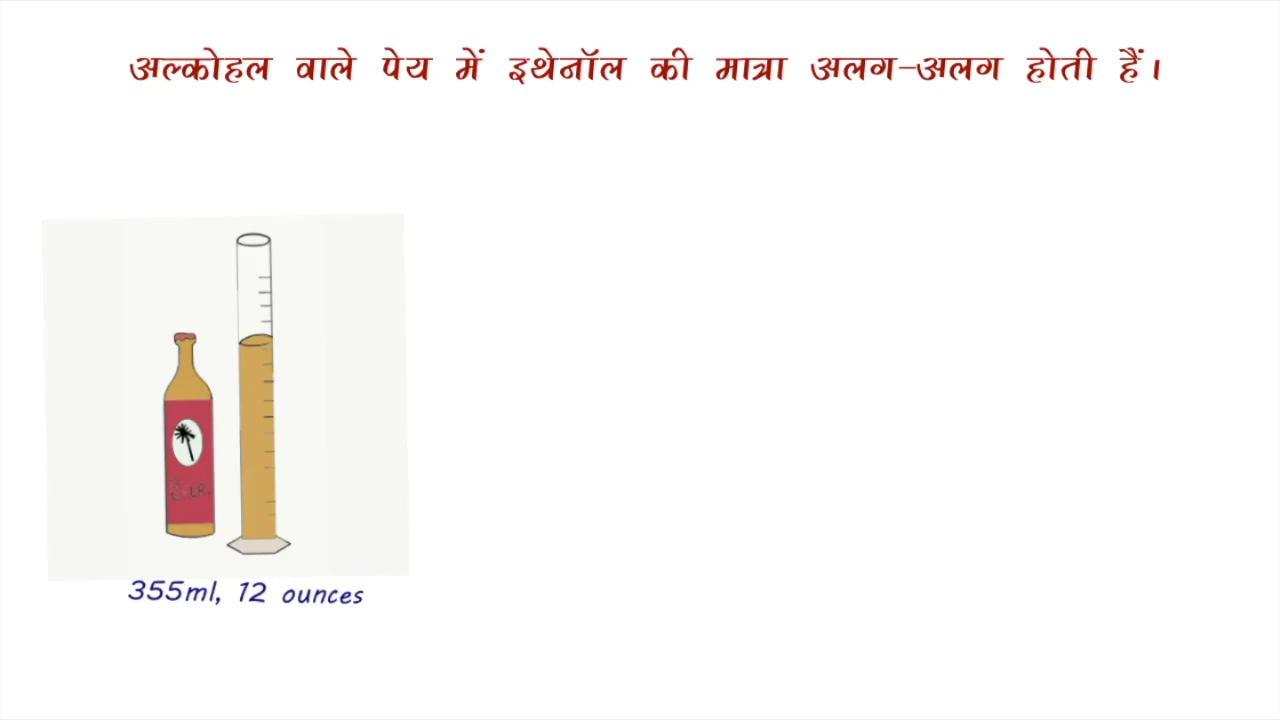 अल्कोहल वाले पेय में इथेनॉल की मात्रा अलग-अलग होती हैं।
355ml, 12 ounces